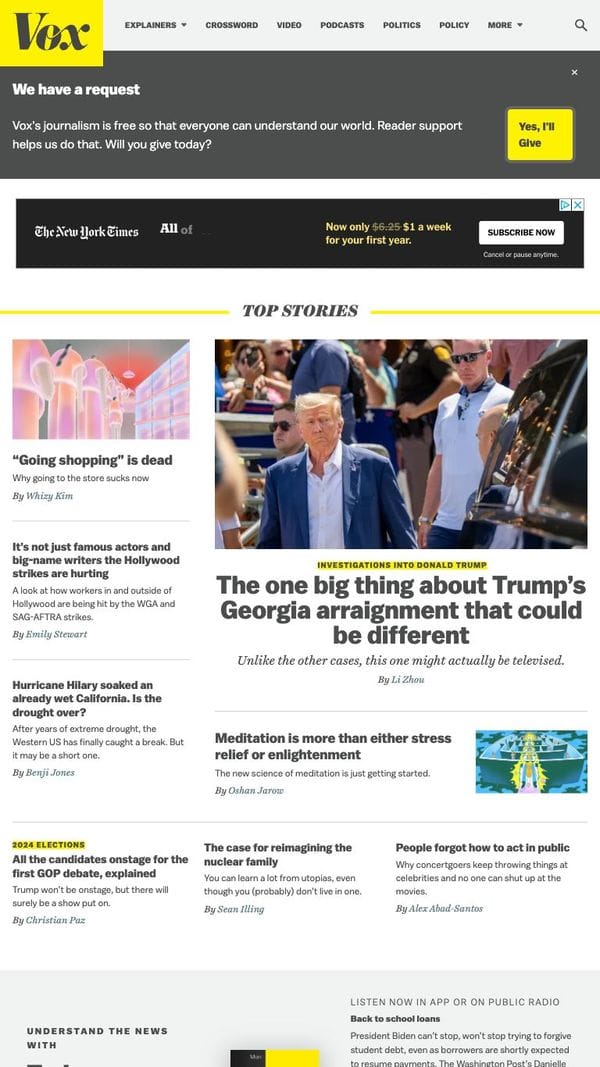 Vox
EXPLAINERS
CROSSWORD
VIDEO
PODCASTS
POLITICS
POLICY
MORE
We have a request
Vox's journalism is free so that everyone can understand our world. Reader support
helps us do that. Will you give today?
Yes, I'll
Give
The New York Times
All of
Now only $6.25 $1 a week
for your first year.
SUBSCRIBE NOW
Cancel or pause anytime.
TOP STORIES
“Going shopping” is dead
Why going to the store sucks now
By Whizy Kim
It's not just famous actors and
big-name writers the Hollywood
strikes are hurting
A look at how workers in and outside of
Hollywood are being hit by the WGA and
SAG-AFTRA strikes.
By Emily Stewart
Hurricane Hilary soaked an
already wet California. Is the
drought over?
After years of extreme drought, the
Western US has finally caught a break. But
it may be a short one.
By Benji Jones
INVESTIGATIONS INTO DONALD TRUMP
The one big thing about Trump's
Georgia arraignment that could
be different
Unlike the other cases, this one might actually be televised.
By Li Zhou
Meditation is more than either stress
relief or enlightenment
The new science of meditation is just getting started.
By Oshan Jarow
2024 ELECTIONS
All the candidates onstage for the
first GOP debate, explained
Trump won't be onstage, but there will
surely be a show put on.
By Christian Paz
The case for reimagining the
nuclear family
You can learn a lot from utopias, even
though you (probably) don't live in one.
By Sean Illing
People forgot how to act in public
Why concertgoers keep throwing things at
celebrities and no one can shut up at the
movies.
By Alex Abad-Santos
UNDERSTAND THE NEWS
WITH
Mon
LISTEN NOW IN APP OR ON PUBLIC RADIO
Back to school loans
President Biden can't stop, won't stop trying to forgive
student debt, even as borrowers are shortly expected
to resume payments. The Washington Post's Danielle